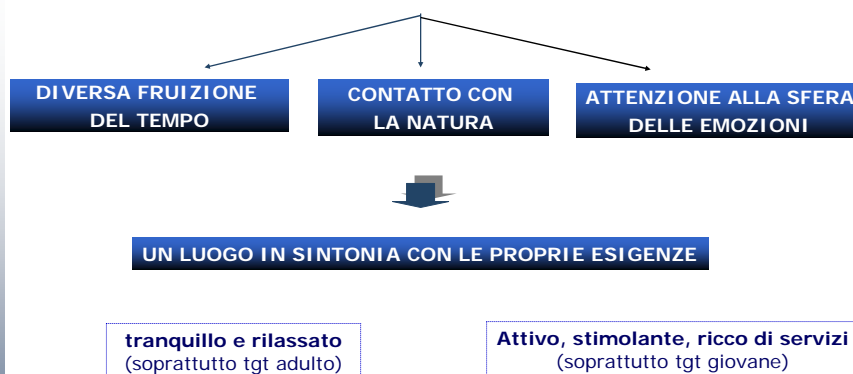 DIVERSA FRUIZIONE
DEL TEMPO
CONTATTO CON
LA NATURA
ATTENZIONE ALLA SFERA
DELLE EMOZIONI
UN LUOGO IN SINTONIA CON LE PROPRIE ESIGENZE
tranquillo e rilassato
(soprattutto tgt adulto)
Attivo, stimolante, ricco di servizi
(soprattutto tgt giovane)